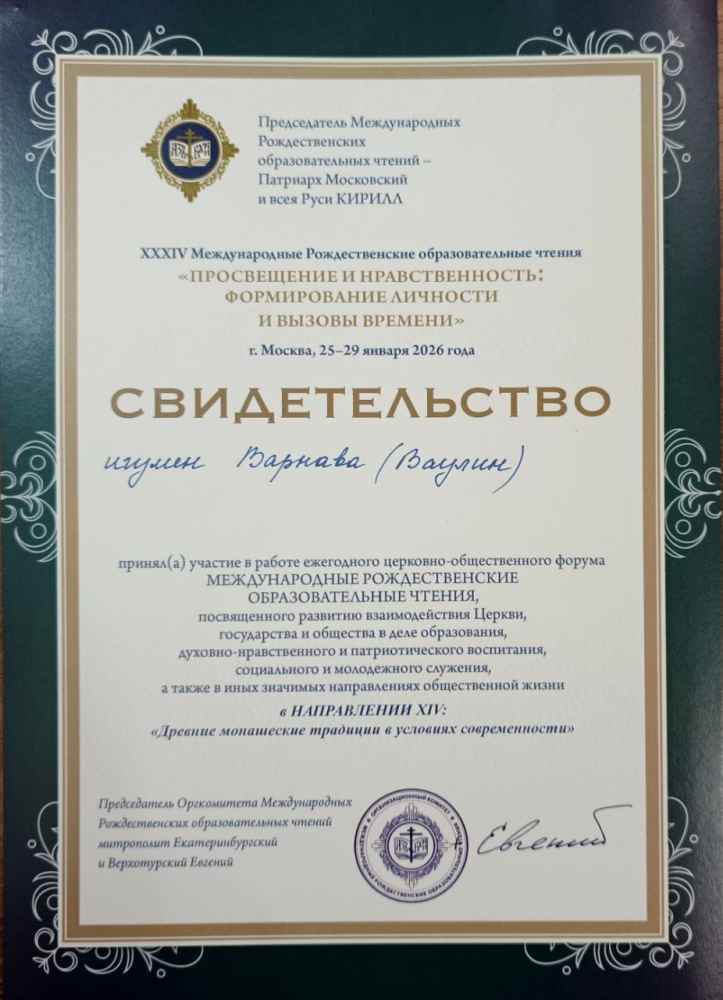 Председатель Международных
Рождественских
образовательных чтений –
Патриарх Московский
и всея Руси КИРИЛЛ
XXXIV Международные Рождественские образовательные чтения
«ПРОСВЕЩЕНИЕ И НРАВСТВЕННОСТЬ:
ФОРМИРОВАНИЕ ЛИЧНОСТИ
И ВЫЗОВЫ ВРЕМЕНИ»
г. Москва, 25–29 января 2026 года
СВИДЕТЕЛЬСТВО
игумен Варнава (Ваулин)
принял(а) участие в работе ежегодного церковно-общественного форума
МЕЖДУНАРОДНЫЕ РОЖДЕСТВЕНСКИЕ
ОБРАЗОВАТЕЛЬНЫЕ ЧТЕНИЯ,
посвященного развитию взаимодействия Церкви,
государства и общества в деле образования,
духовно-нравственного и патриотического воспитания,
социального и молодежного служения,
а также в иных значимых направлениях общественной жизни
в НАПРАВЛЕНИИ XIV:
«Древние монашеские традиции в условиях современности»
Председатель Оргкомитета Международных
Рождественских образовательных чтений
митрополит Екатеринбургский
и Верхотурский Евгений
ОРГАНИЗАЦИОННЫЙ КОМИТЕТ
РОЖДЕСТВЕНСКИЕ
Евгений